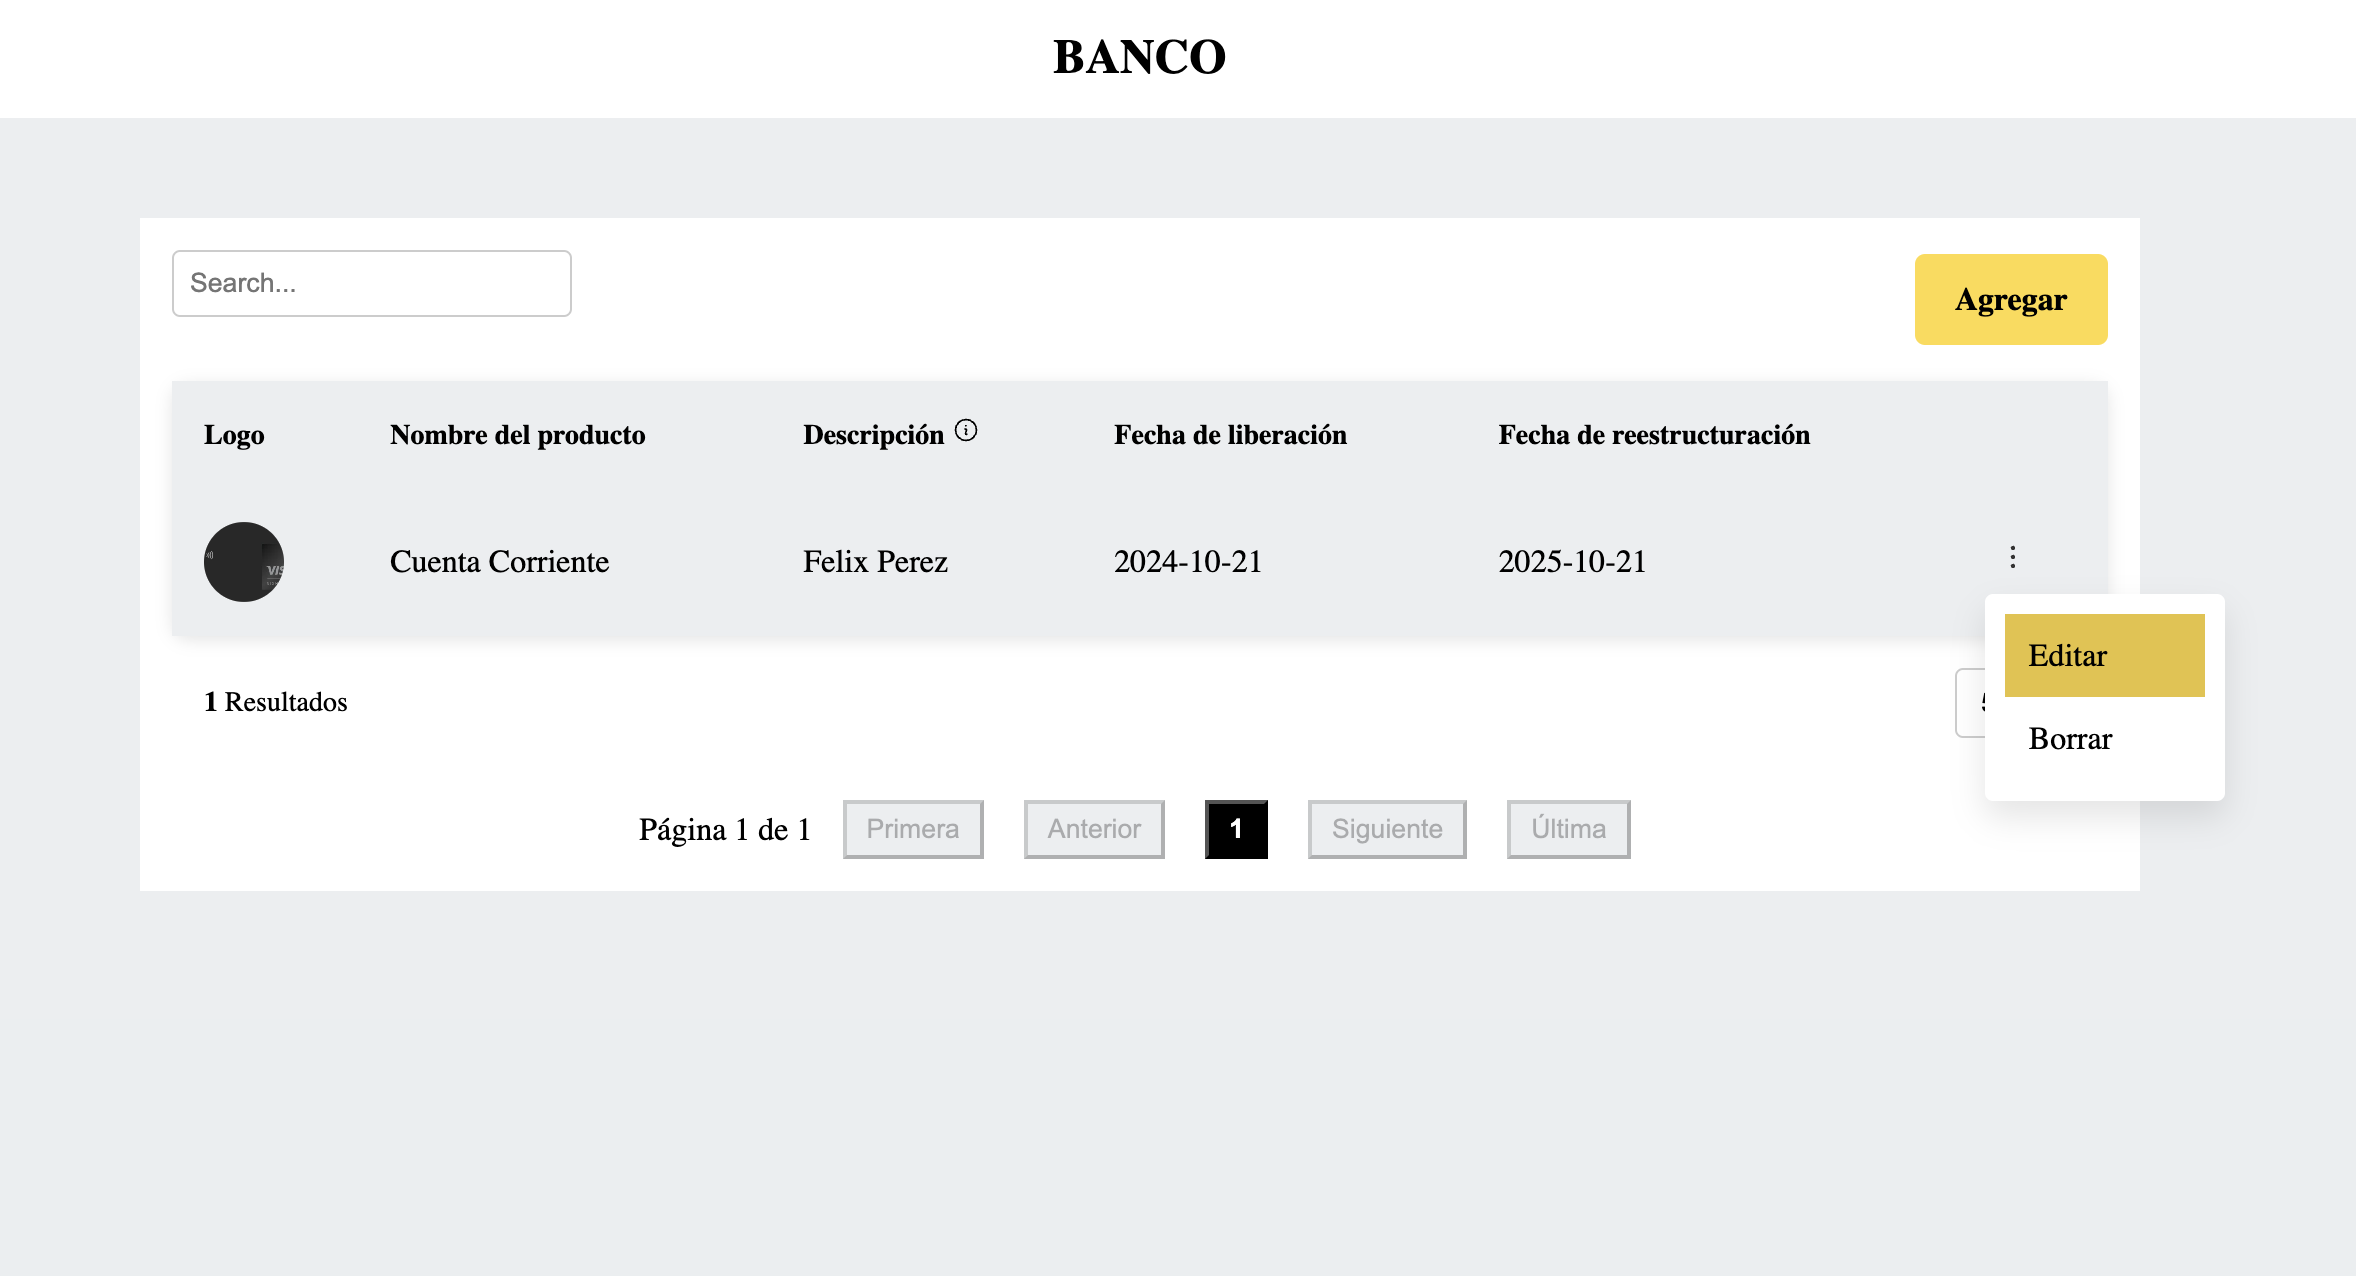 BANCO
Search...
Agregar
Logo Nombre del producto Descripción Fecha de liberación Fecha de reestructuración
Cuenta Corriente Felix Perez 2024-10-21 2025-10-21
Editar
1 Resultados
Borrar
Página 1 de 1 Primera Anterior 1 Siguiente Última